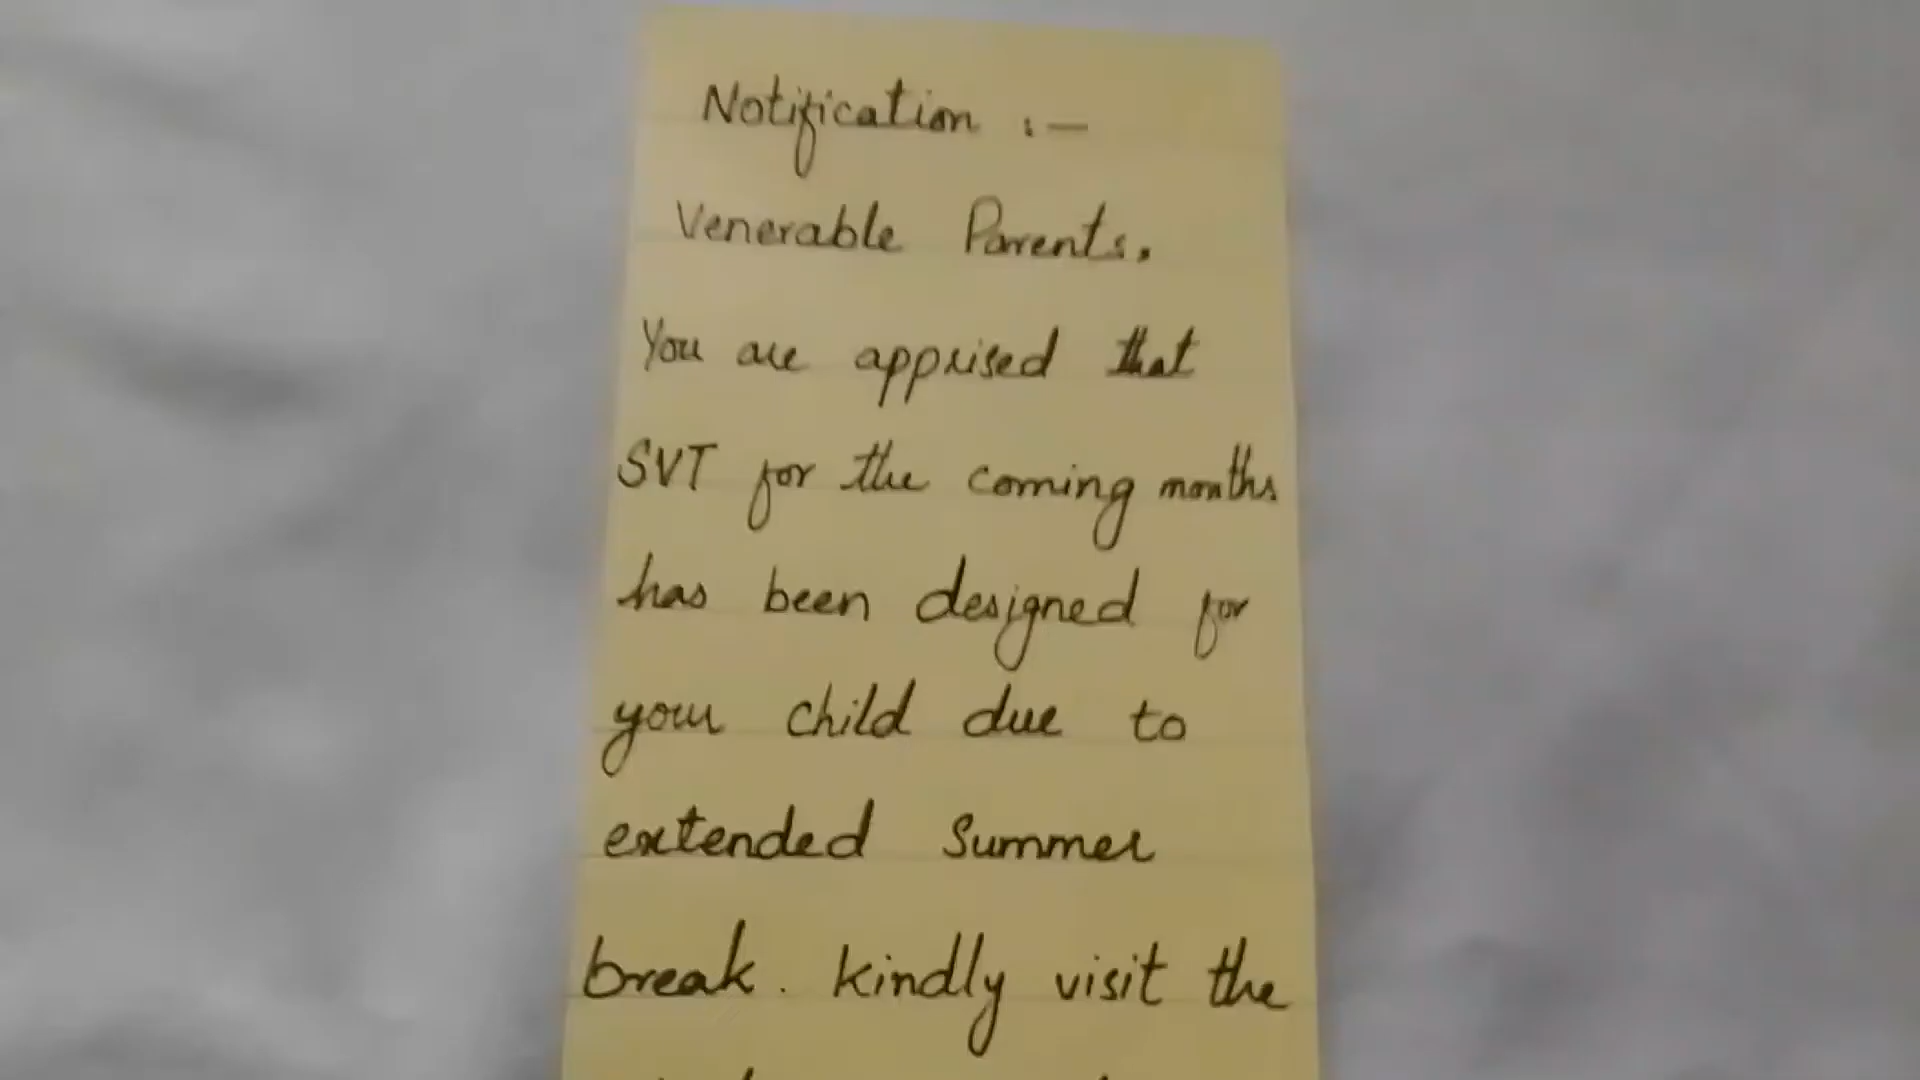 Notification :—
Venerable Parents.
You are apprised that
SVT for the coming months
has been designed for
your child due to
extended Summer
break. Kindly visit the